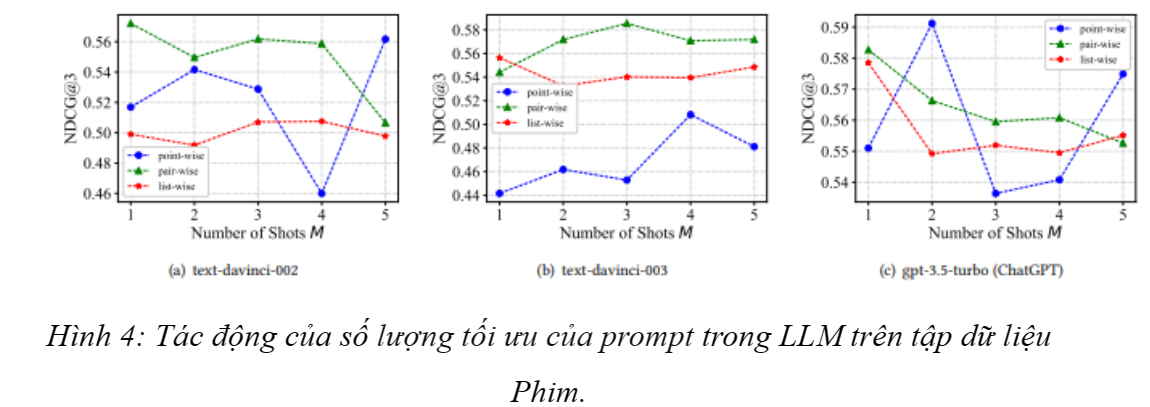 NDCG@3
0.56
0.54
0.52
0.50
0.48
0.46
point-wise
pair-wise
list-wise
1 2 3 4 5
Number of Shots M
(a) text-davinci-002
NDCG@3
0.58
0.56
0.54
0.52
0.50
0.48
0.46
0.44
point-wise
pair-wise
list-wise
1 2 3 4 5
Number of Shots M
(b) text-davinci-003
NDCG@3
0.59
0.58
0.57
0.56
0.55
0.54
point-wise
pair-wise
list-wise
1 2 3 4 5
Number of Shots M
(c) gpt-3.5-turbo (ChatGPT)
Hình 4: Tác động của số lượng tối ưu của prompt trong LLM trên tập dữ liệu
Phim.